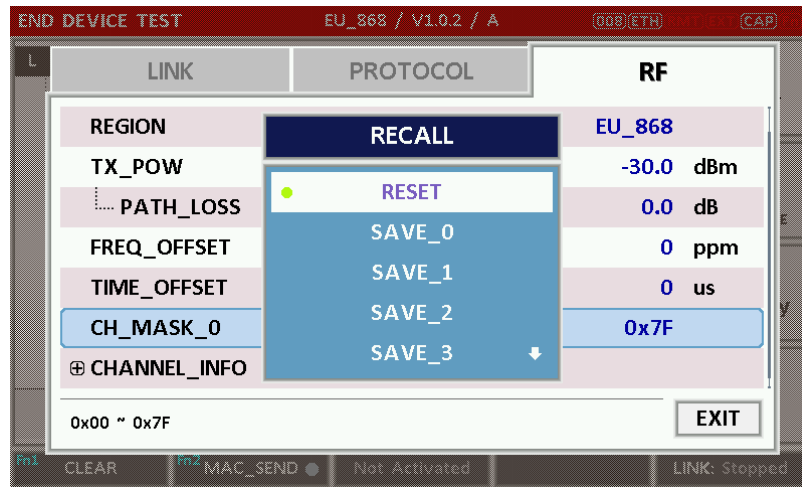 END DEVICE TEST EU_868 / V1.0.2 / A 008 ETH CAP
L
LINK PROTOCOL RF
REGION EU_868
TX_POW -30.0 dBm
PATH_LOSS 0.0 dB
FREQ_OFFSET 0 ppm
TIME_OFFSET 0 us
CH_MASK_0 0x7F
CHANNEL_INFO
RECALL
RESET
SAVE_0
SAVE_1
SAVE_2
SAVE_3
0x00 ~ 0x7F EXIT
Fn1 CLEAR Fn2 MAC_SEND Not Activated LINK: Stopped